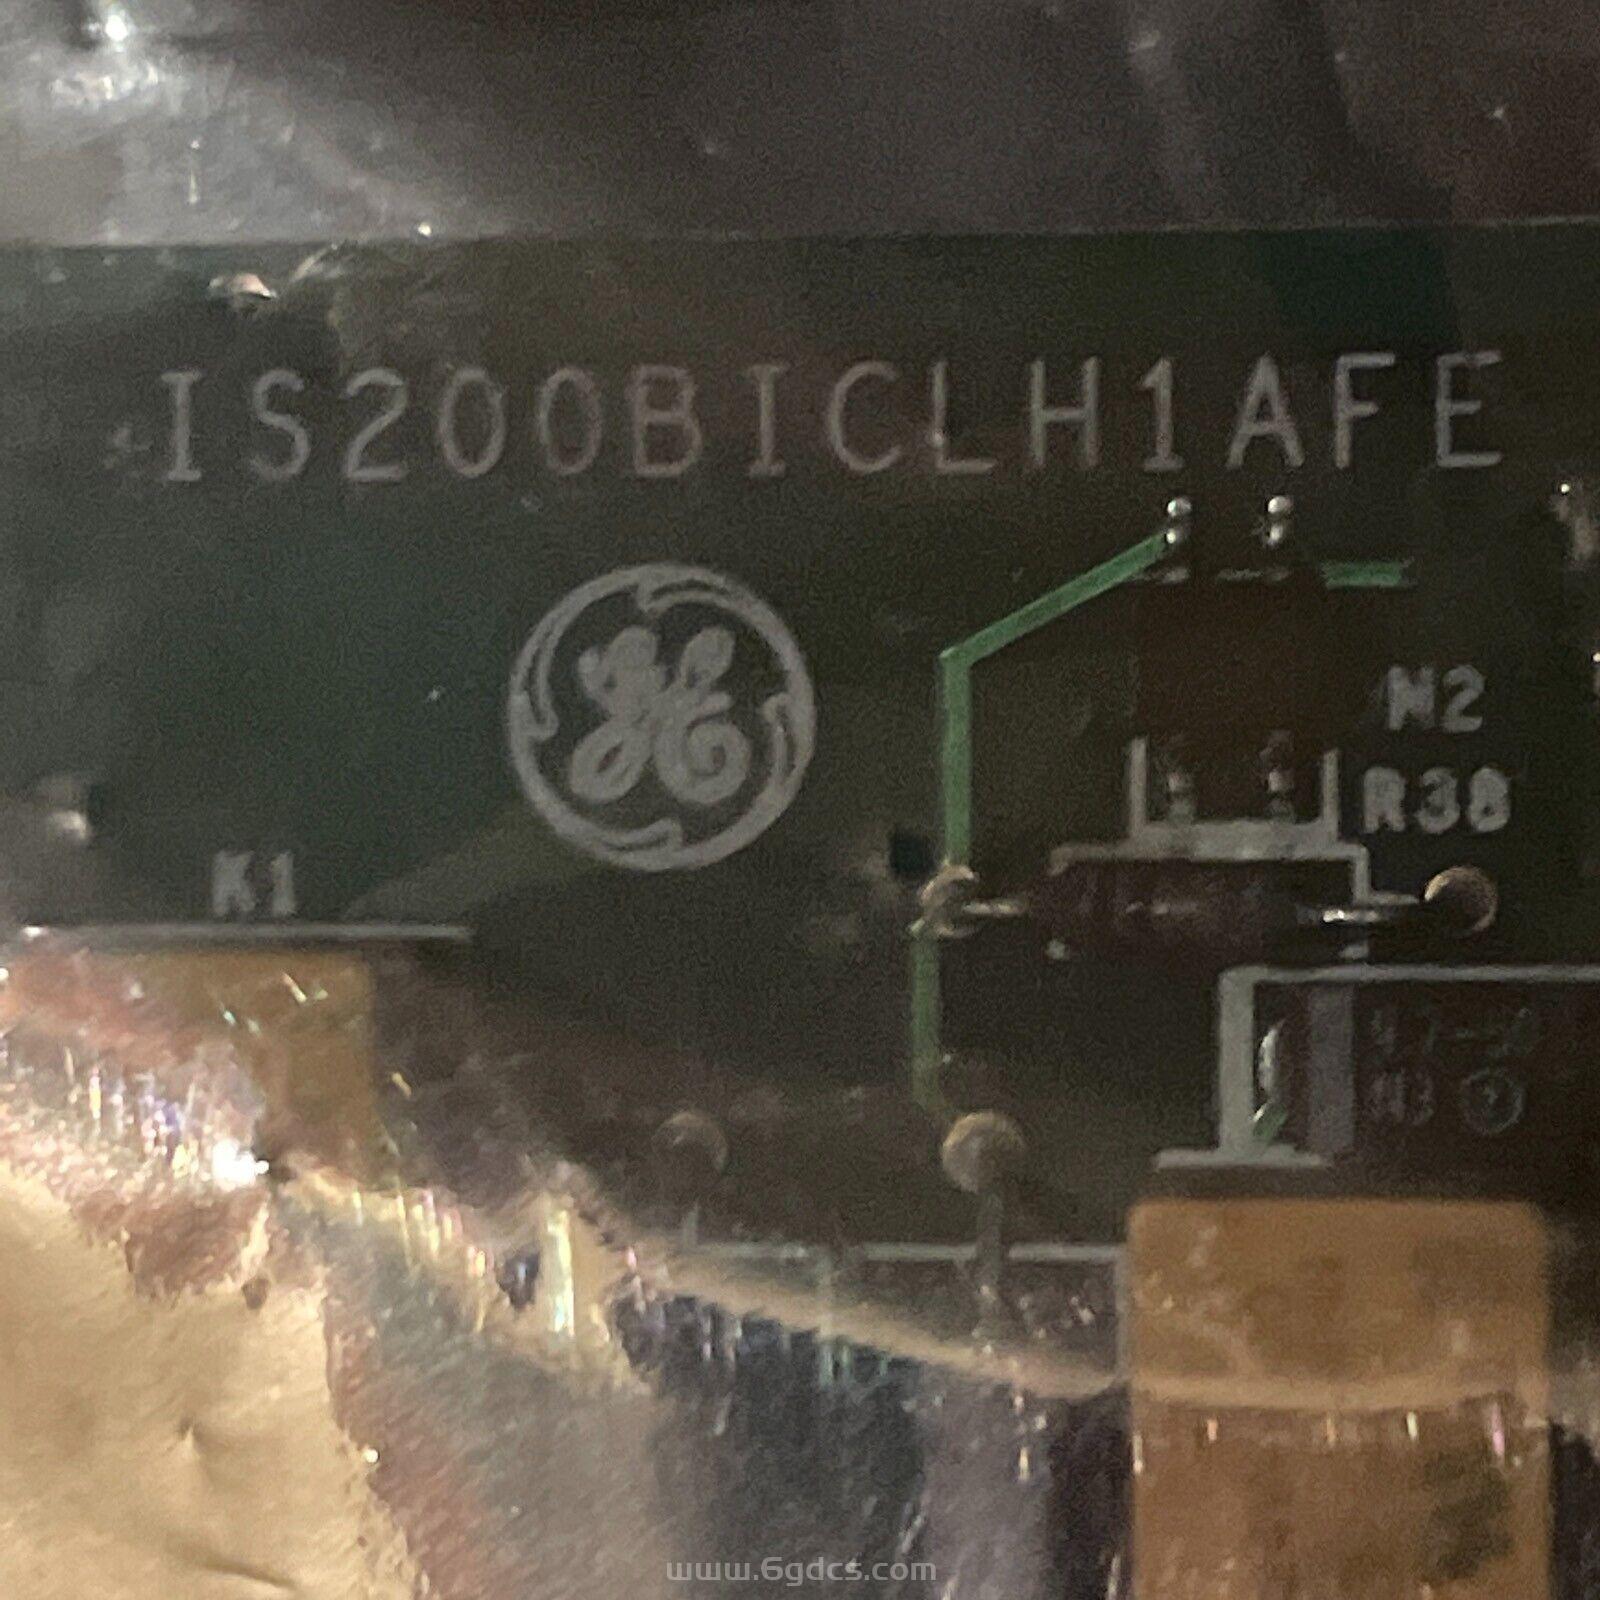 IS200BICLH1AFE
N2
R38
K1
www.6gdcs.com